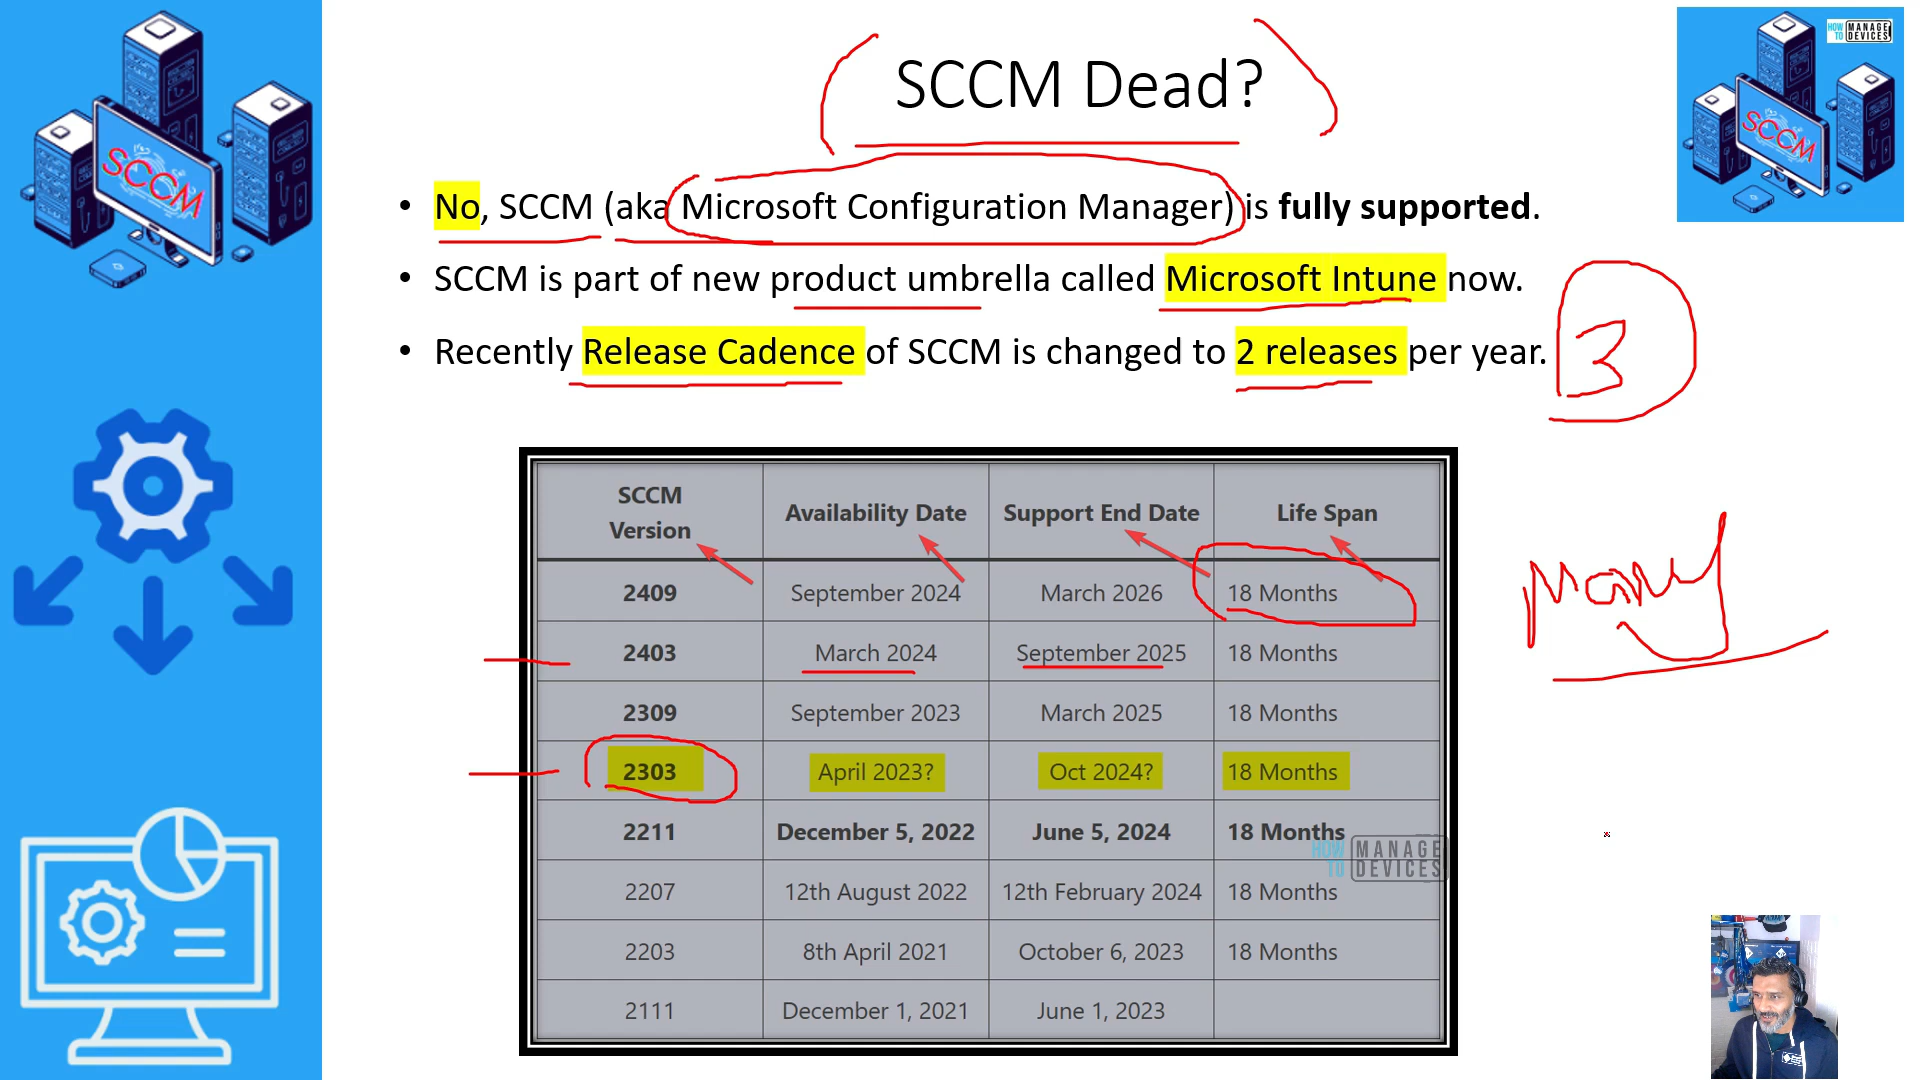 SCCM Dead?
HOW TO MANAGE DEVICES
SCCM
SCCM
• No, SCCM (aka Microsoft Configuration Manager) is fully supported.
• SCCM is part of new product umbrella called Microsoft Intune now.
• Recently Release Cadence of SCCM is changed to 2 releases per year.
3
SCCM Version Availability Date Support End Date Life Span
2409 September 2024 March 2026 18 Months
2403 March 2024 September 2025 18 Months
2309 September 2023 March 2025 18 Months
2303 April 2023? Oct 2024? 18 Months
2211 December 5, 2022 June 5, 2024 18 Months
HOW TO MANAGE DEVICES
2207 12th August 2022 12th February 2024 18 Months
2203 8th April 2021 October 6, 2023 18 Months
2111 December 1, 2021 June 1, 2023